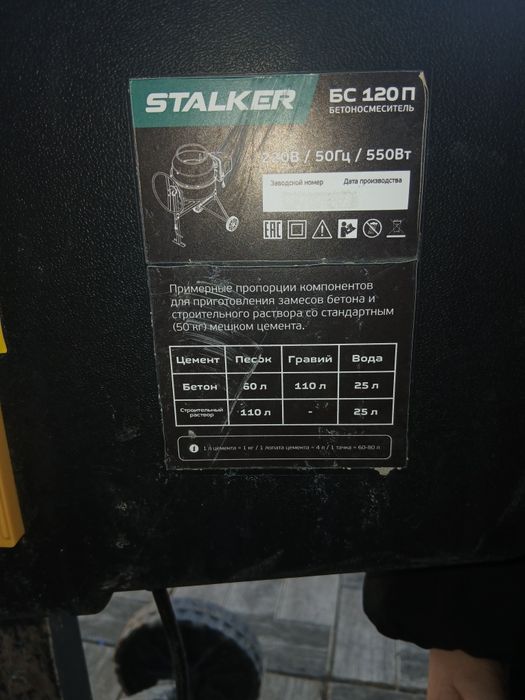 STALKER
БС 120 П
БЕТОНОСМЕСИТЕЛЬ
220В / 50Гц / 550Вт
Заводской номер Дата производства
EAC
Примерные пропорции компонентов
для приготовления замесов бетона и
строительного раствора со стандартным
(50 кг) мешком цемента.
Цемент Песок Гравий Вода
Бетон 60 л 110 л 25 л
Строительный раствор 110 л - 25 л
1 л цемента = 1 кг / 1 лопата цемента = 4 л / 1 тачка = 60-80 л